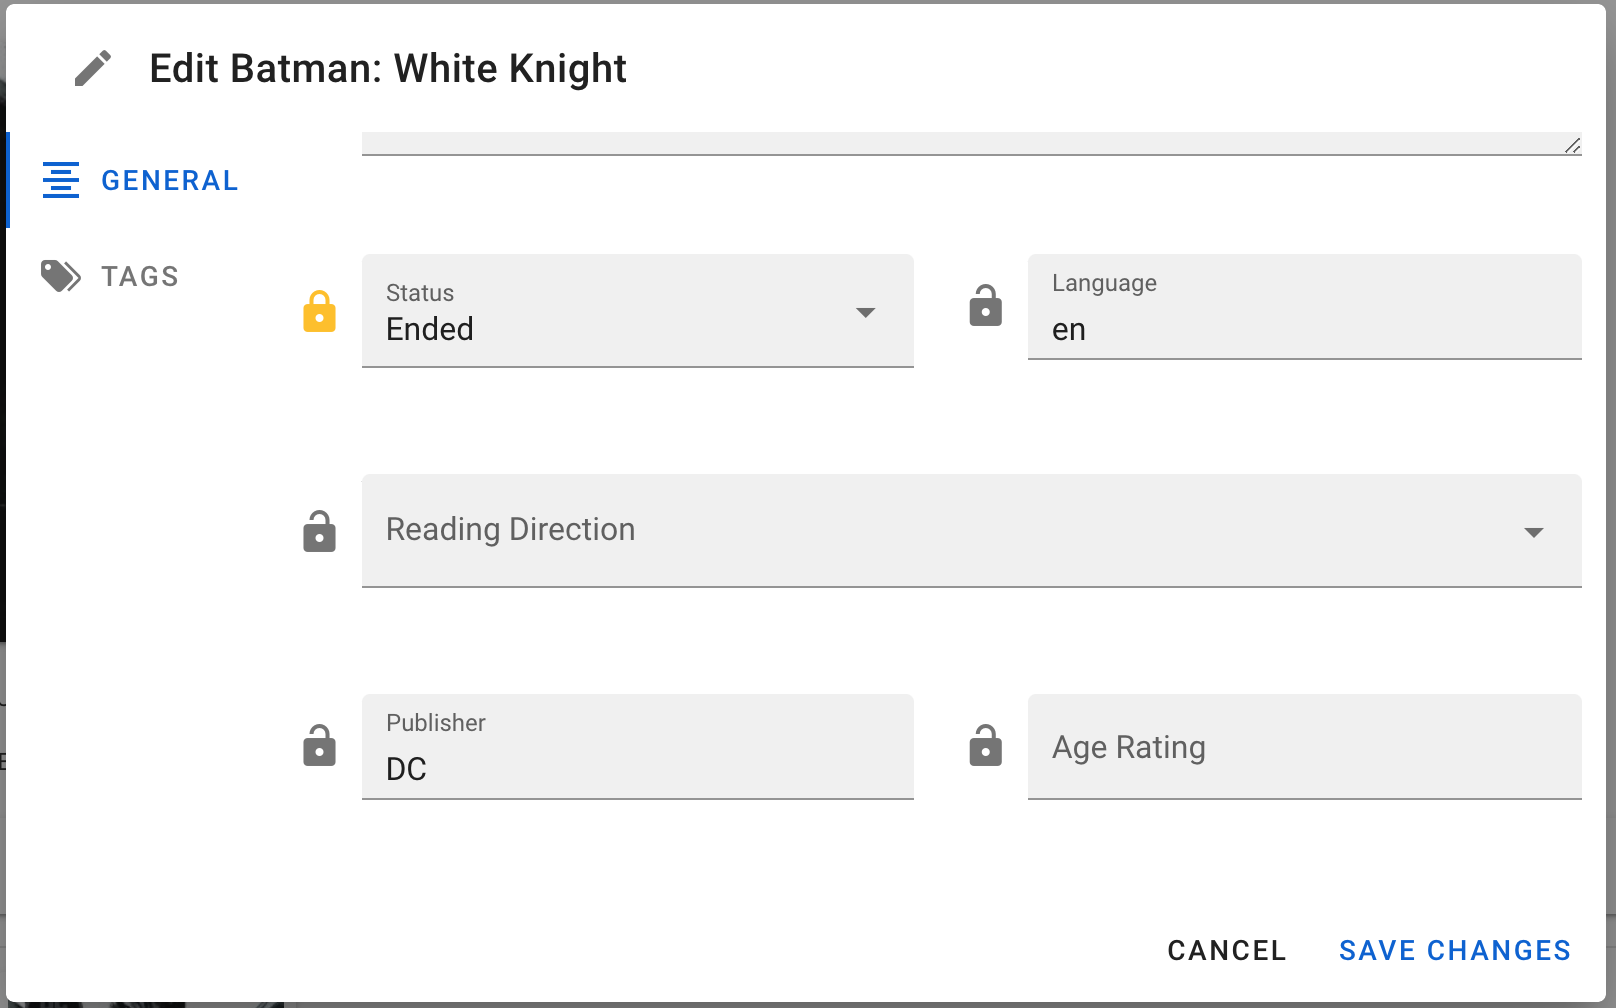 Edit Batman: White Knight
GENERAL
TAGS
Status
Ended
Language
en
Reading Direction
Publisher
DC
Age Rating
CANCEL
SAVE CHANGES